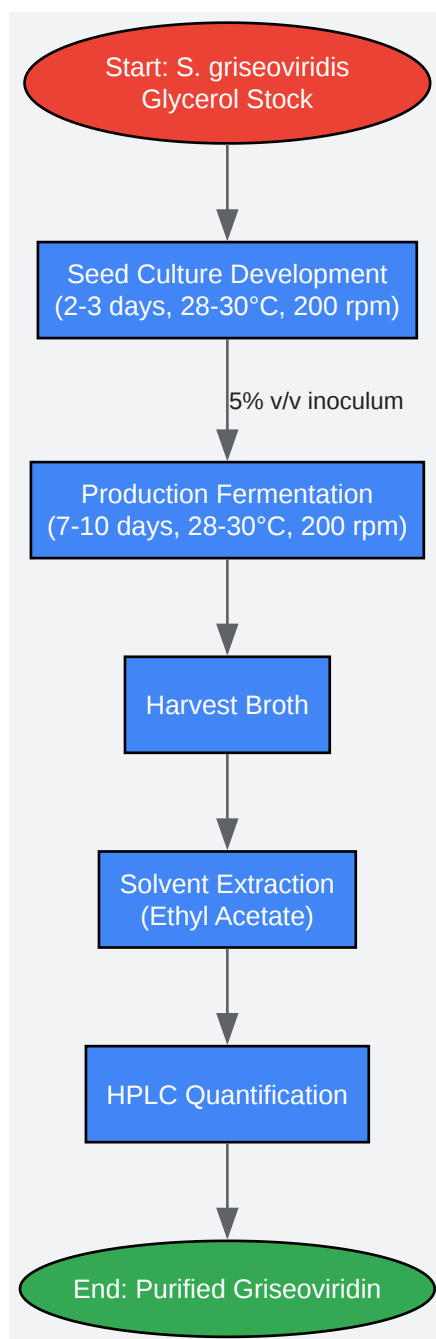 Start: S. griseoviridis
Glycerol Stock
Seed Culture Development
(2-3 days, 28-30°C, 200 rpm)
5% v/v inoculum
Production Fermentation
(7-10 days, 28-30°C, 200 rpm)
Harvest Broth
Solvent Extraction
(Ethyl Acetate)
HPLC Quantification
End: Purified Griseoviridin